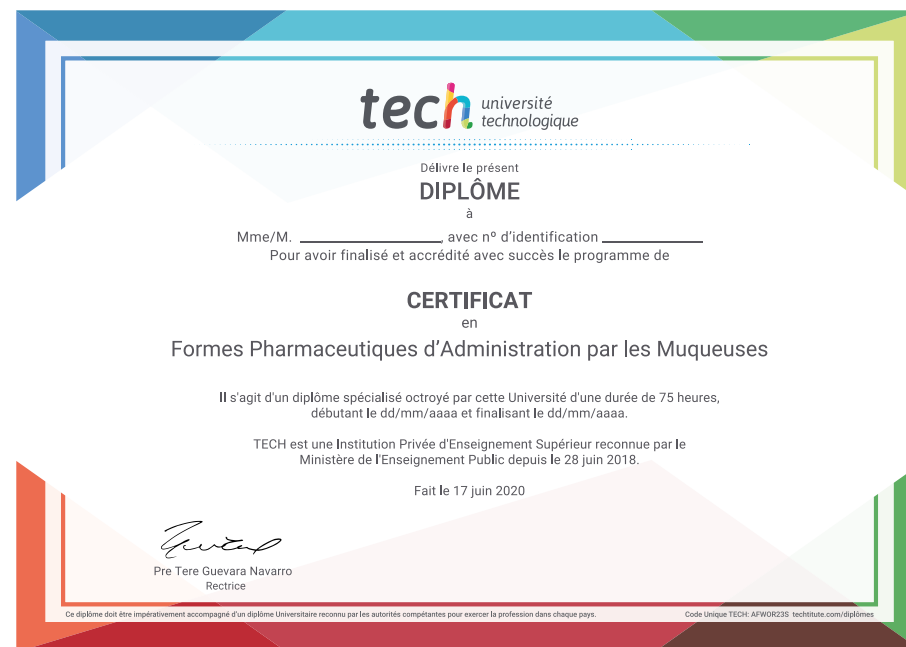 tech université
technologique
Délivre le présent
DIPLÔME
à
Mme/M. ____________________, avec nº d'identification ______________
Pour avoir finalisé et accrédité avec succès le programme de
CERTIFICAT
en
Formes Pharmaceutiques d'Administration par les Muqueuses
Il s'agit d'un diplôme spécialisé octroyé par cette Université d'une durée de 75 heures,
débutant le dd/mm/aaaa et finalisant le dd/mm/aaaa.
TECH est une Institution Privée d'Enseignement Supérieur reconnue par le
Ministère de l'Enseignement Public depuis le 28 juin 2018.
Fait le 17 juin 2020
Pre Tere Guevara Navarro
Rectrice
Ce diplôme doit être impérativement accompagné d'un diplôme Universitaire reconnu par les autorités compétantes pour exercer la profession dans chaque pays.
Code Unique TECH: AFWOR23S techtitute.com/diplômes